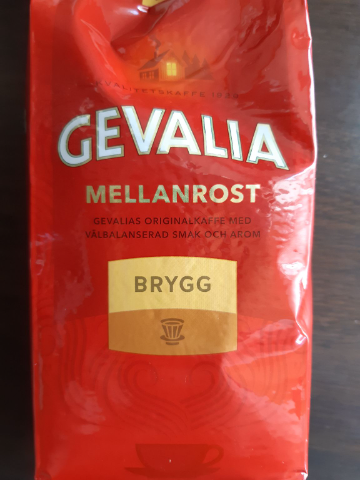 GEVALIA
MELLANROST
GEVALIAS ORIGINALKAFFE MED
VÄLBALANSERAD SMAK OCH AROM
BRYGG